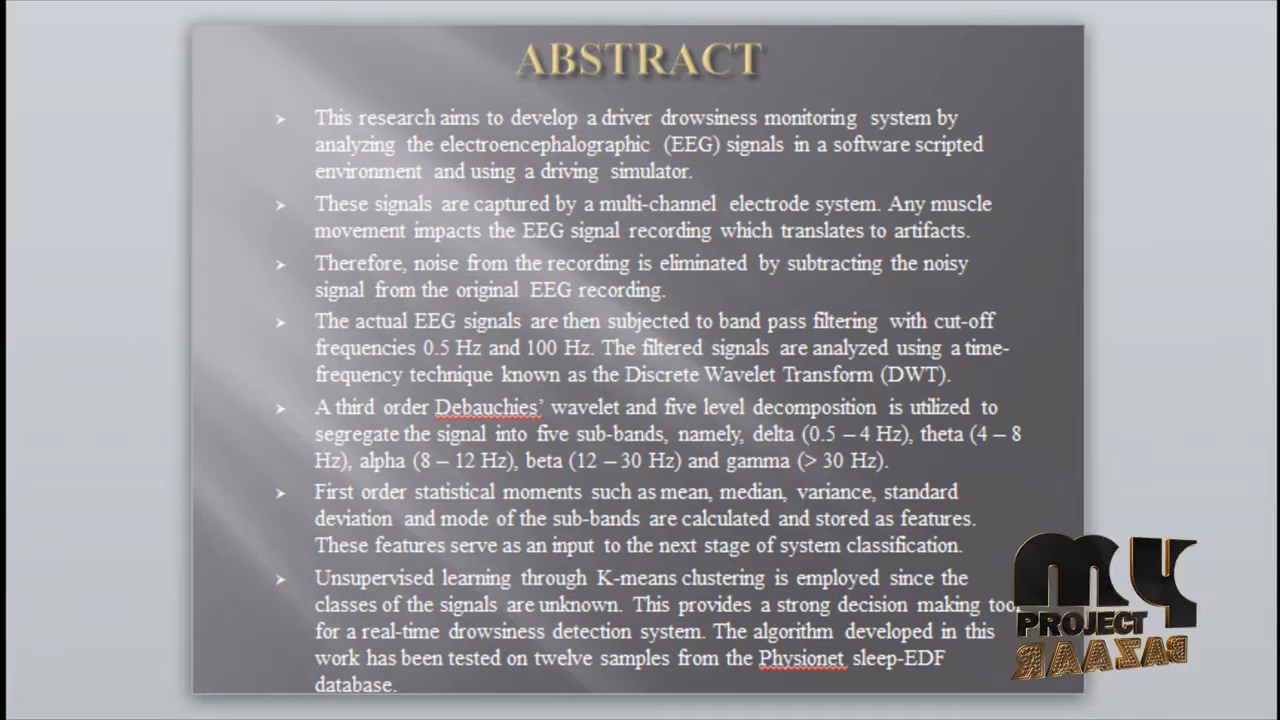 ABSTRACT
➢ This research aims to develop a driver drowsiness monitoring system by
analyzing the electroencephalographic (EEG) signals in a software scripted
environment and using a driving simulator.
➢ These signals are captured by a multi-channel electrode system. Any muscle
movement impacts the EEG signal recording which translates to artifacts.
➢ Therefore, noise from the recording is eliminated by subtracting the noisy
signal from the original EEG recording.
➢ The actual EEG signals are then subjected to band pass filtering with cut-off
frequencies 0.5 Hz and 100 Hz. The filtered signals are analyzed using a time-
frequency technique known as the Discrete Wavelet Transform (DWT).
➢ A third order Debauchies’ wavelet and five level decomposition is utilized to
segregate the signal into five sub-bands, namely, delta (0.5 – 4 Hz), theta (4 – 8
Hz), alpha (8 – 12 Hz), beta (12 – 30 Hz) and gamma (> 30 Hz).
➢ First order statistical moments such as mean, median, variance, standard
deviation and mode of the sub-bands are calculated and stored as features.
These features serve as an input to the next stage of system classification.
➢ Unsupervised learning through K-means clustering is employed since the
classes of the signals are unknown. This provides a strong decision making tool
for a real-time drowsiness detection system. The algorithm developed in this
work has been tested on twelve samples from the Physionet sleep-EDF
database.
MY
PROJECT
BAZAAR